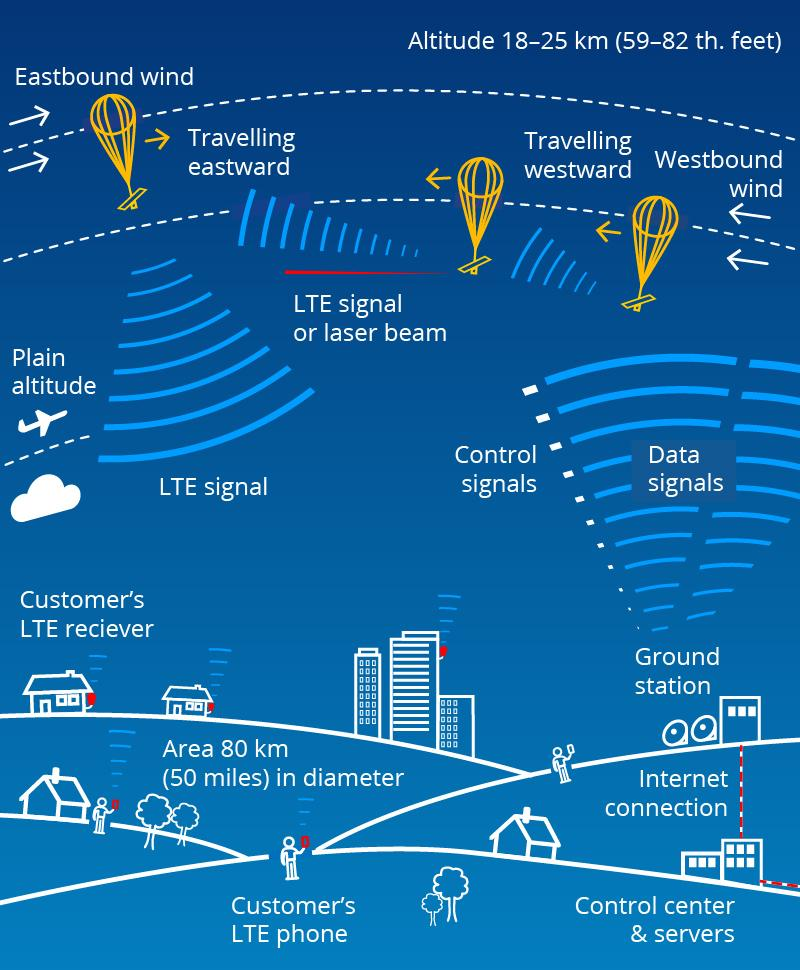 Altitude 18–25 km (59–82 th. feet)
Eastbound wind
Travelling
eastward
Travelling
westward
Westbound
wind
LTE signal
or laser beam
Plain
altitude
Control
signals
Data
signals
LTE signal
Customer’s
LTE reciever
Ground
station
Area 80 km
(50 miles) in diameter
Internet
connection
Customer’s
LTE phone
Control center
& servers